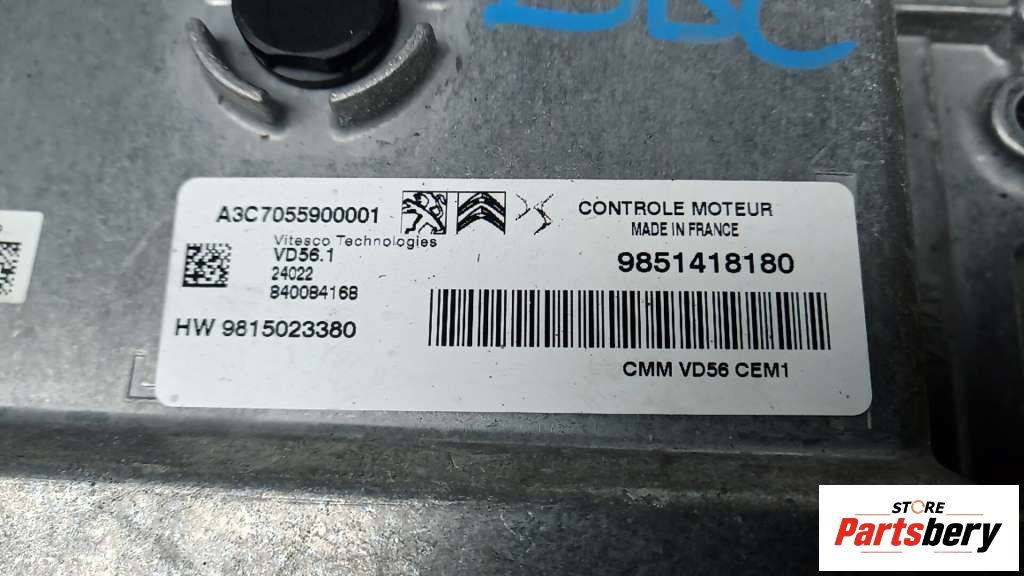 A3C7055900001
CONTROLE MOTEUR
MADE IN FRANCE
Vitesco Technologies
VD56.1
24022
84008416B
9851418180
HW 9815023380
CMM VD56 CEM1
STORE
Partsbery